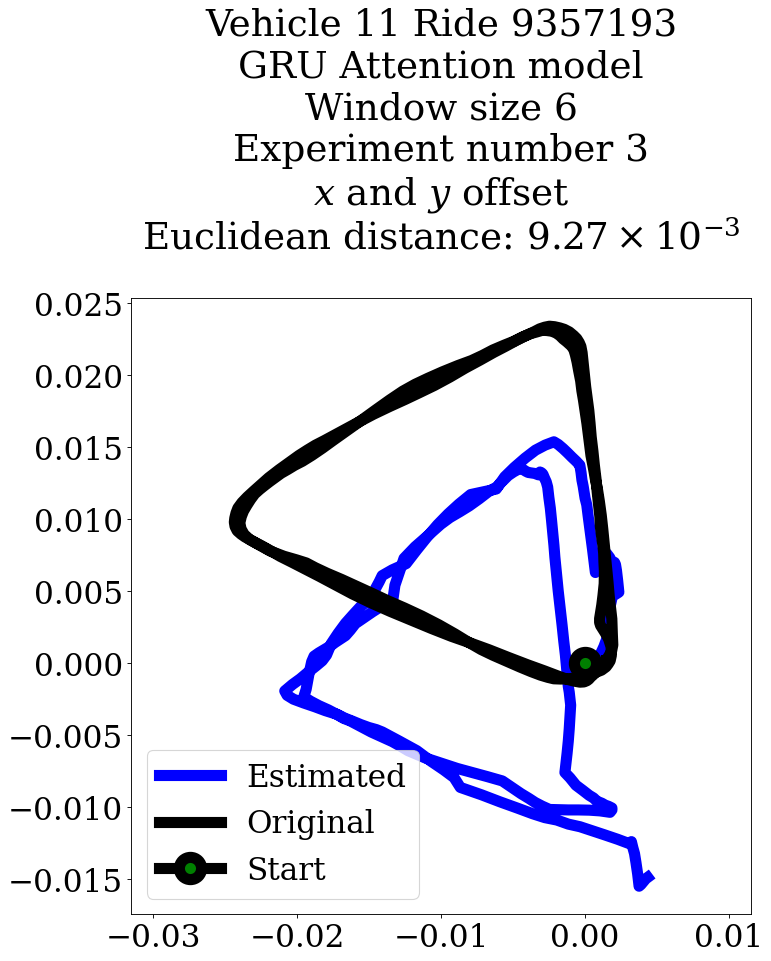 Vehicle 11 Ride 9357193
GRU Attention model
Window size 6
Experiment number 3
x and y offset
Euclidean distance: 9.27 × 10⁻³
0.025
0.020
0.015
0.010
0.005
0.000
−0.005
−0.010
−0.015
Estimated
Original
Start
−0.03 −0.02 −0.01 0.00 0.01